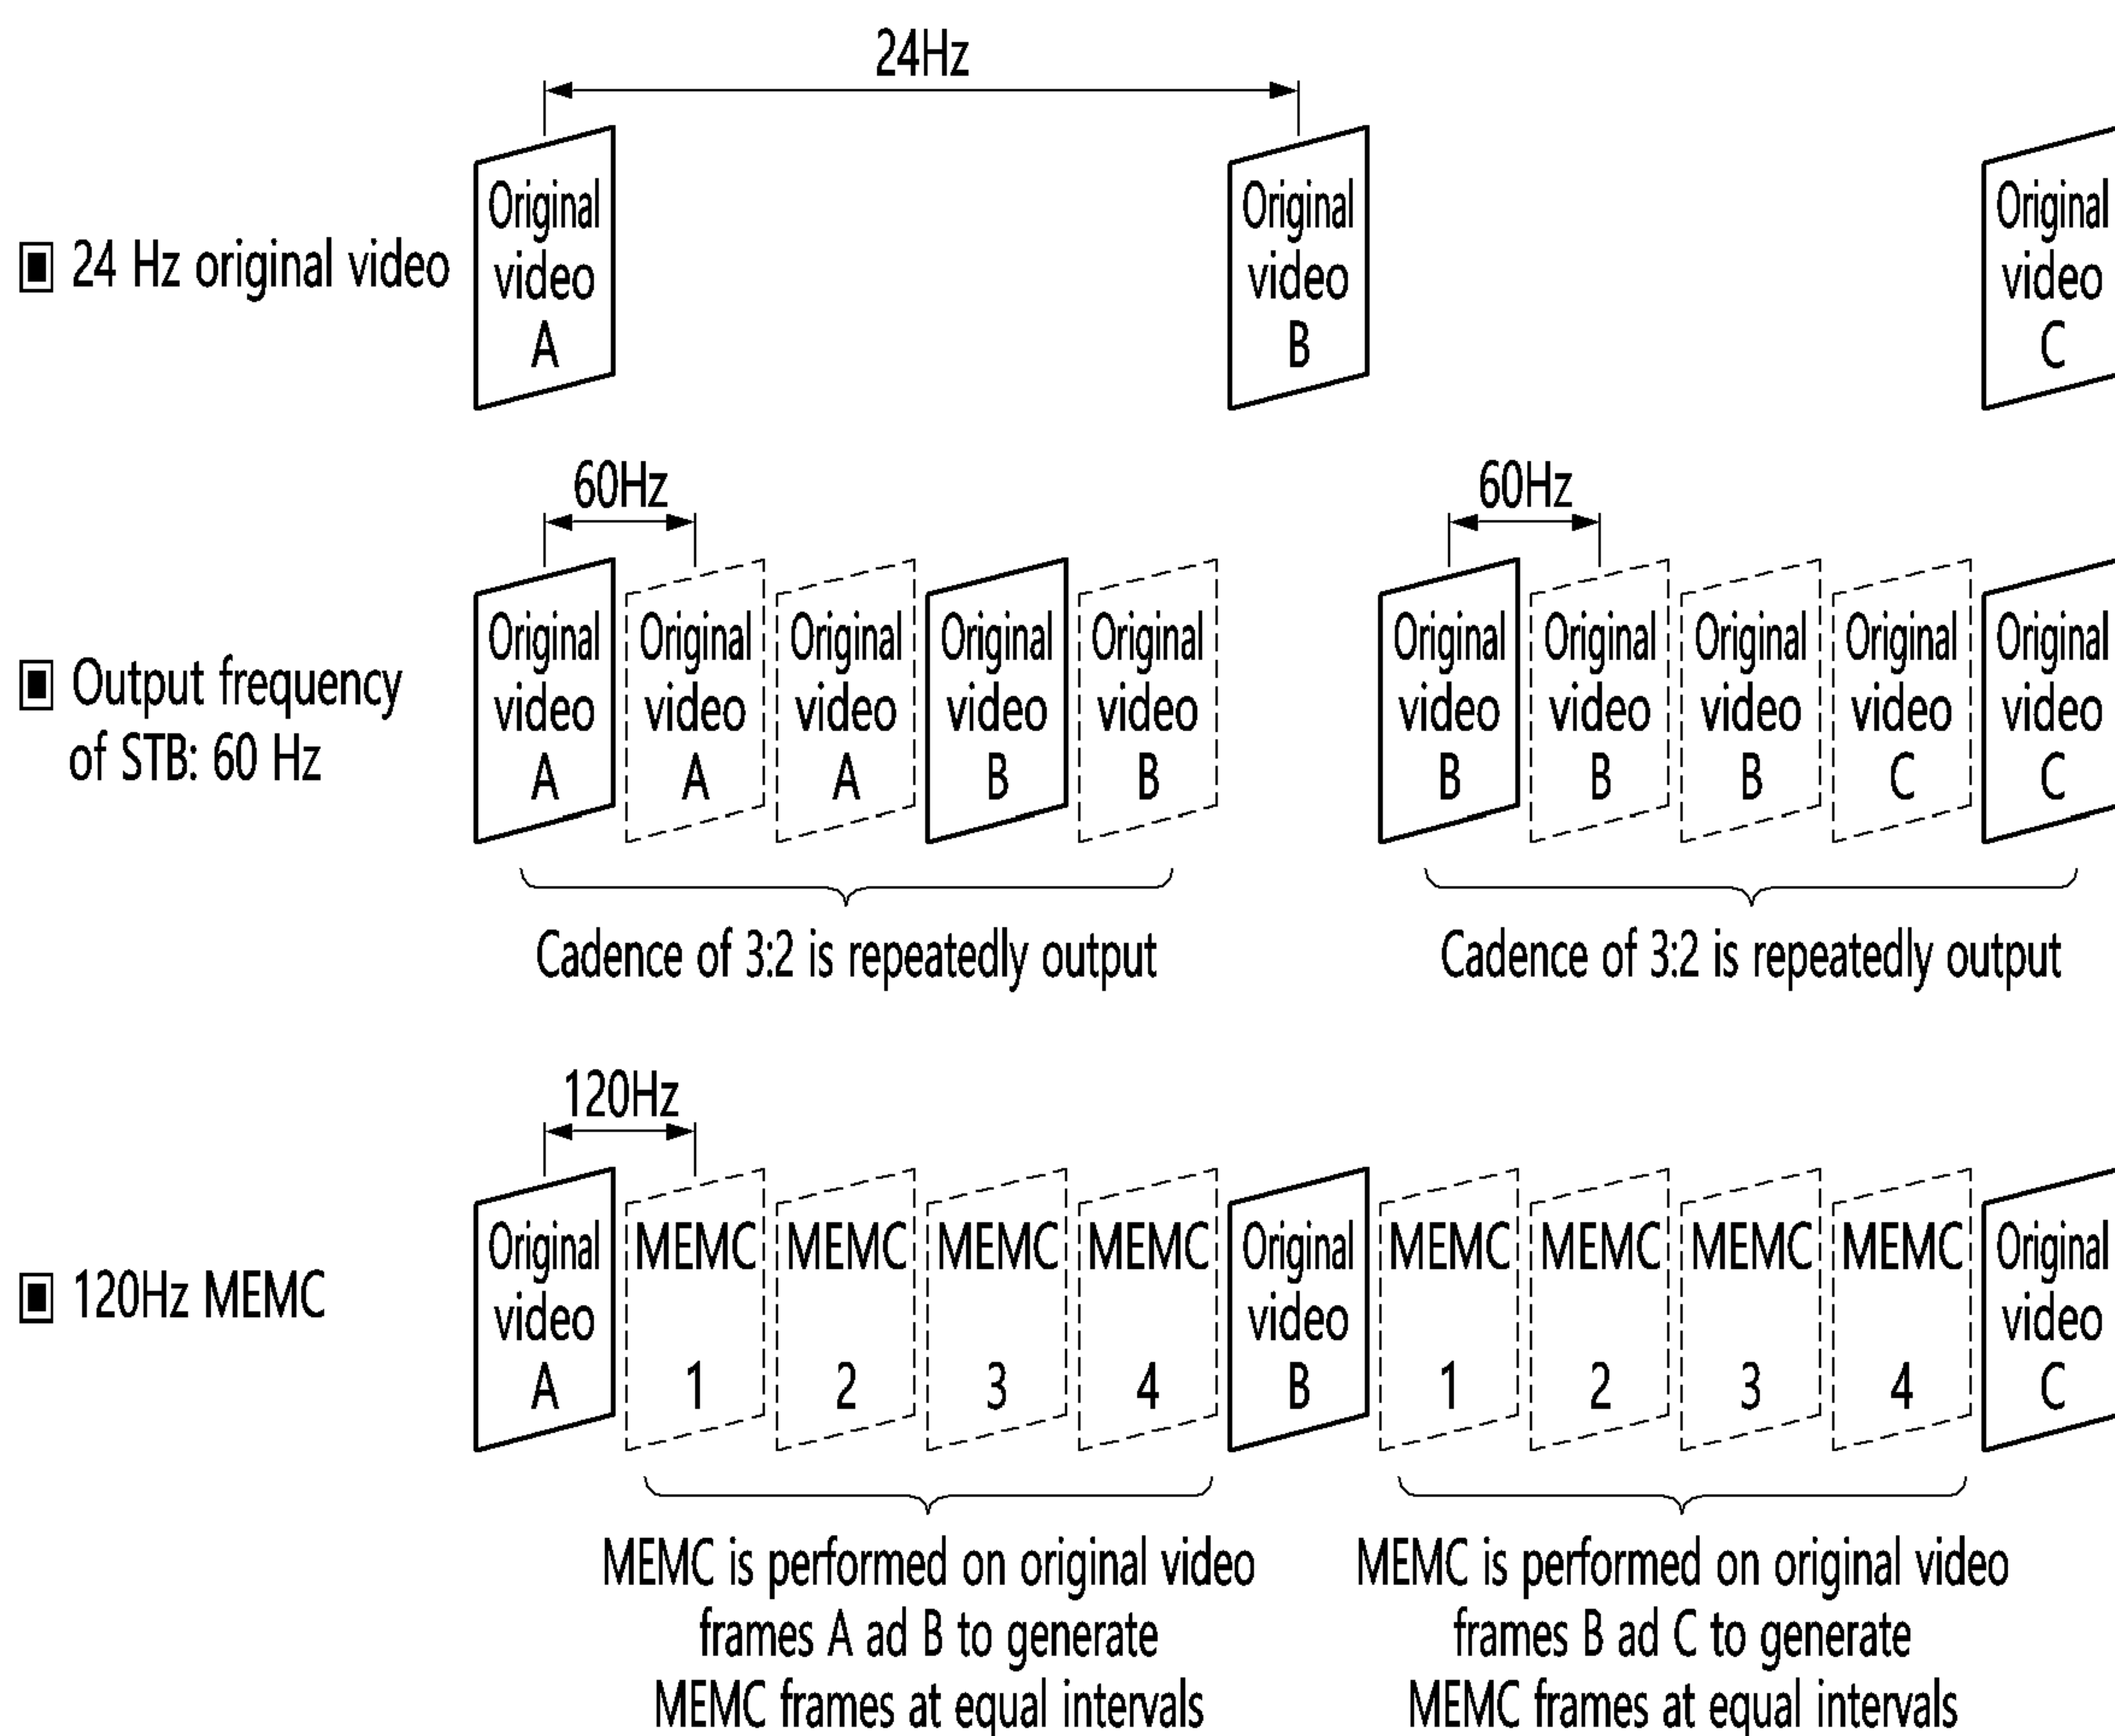 24Hz
24 Hz original video
Original
video
A
Original
video
B
Original
video
C
60Hz
60Hz
Output frequency
of STB: 60 Hz
Original
video
A
Original
video
A
Original
video
A
Original
video
B
Original
video
B
Original
video
B
Original
video
B
Original
video
B
Original
video
C
Original
video
C
Cadence of 3:2 is repeatedly output
Cadence of 3:2 is repeatedly output
120Hz
120Hz MEMC
Original
video
A
MEMC
1
MEMC
2
MEMC
3
MEMC
4
Original
video
B
MEMC
1
MEMC
2
MEMC
3
MEMC
4
Original
video
C
MEMC is performed on original video
frames A ad B to generate
MEMC frames at equal intervals
MEMC is performed on original video
frames B ad C to generate
MEMC frames at equal intervals